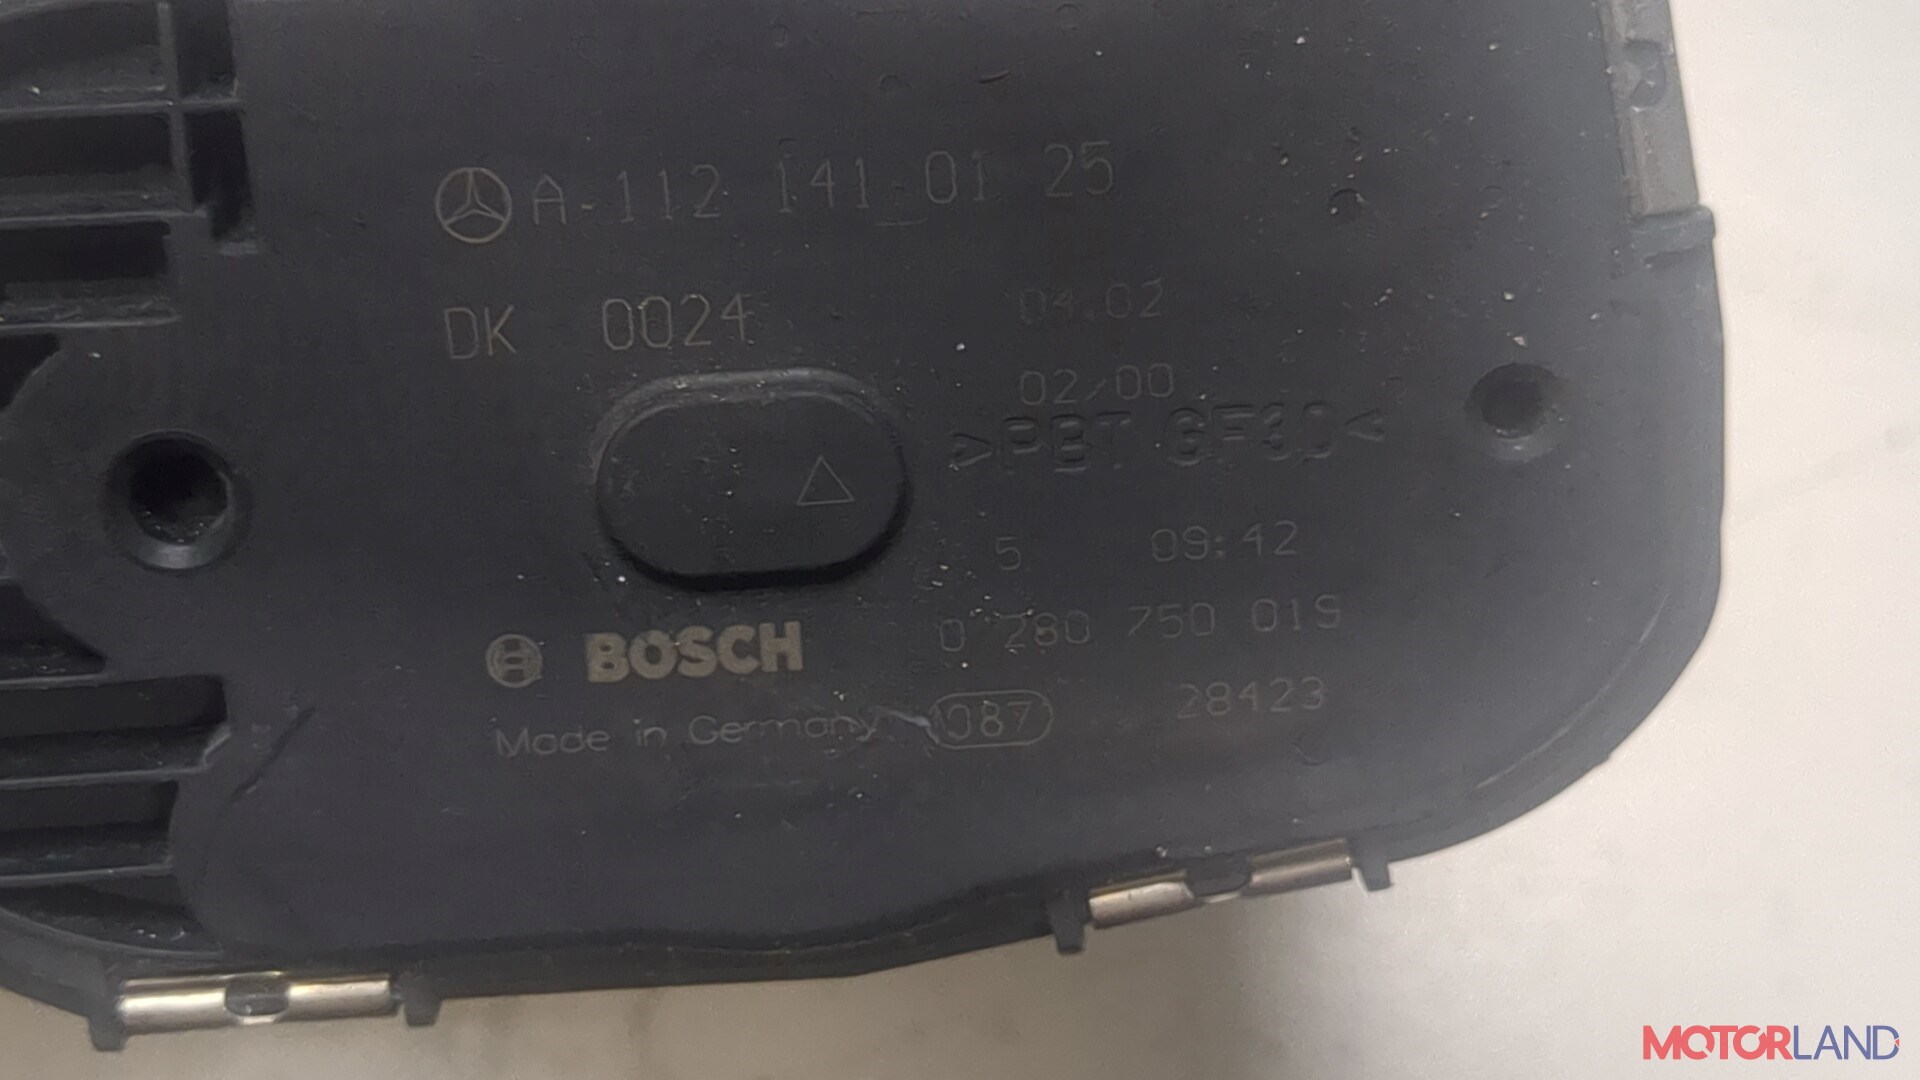 A-112 141 01 25
DK 0024
04.02
02/00
>PBT GF30<
5 09:42
BOSCH
0 280 750 019
Made in Germany
087
28423
MOTORLAND